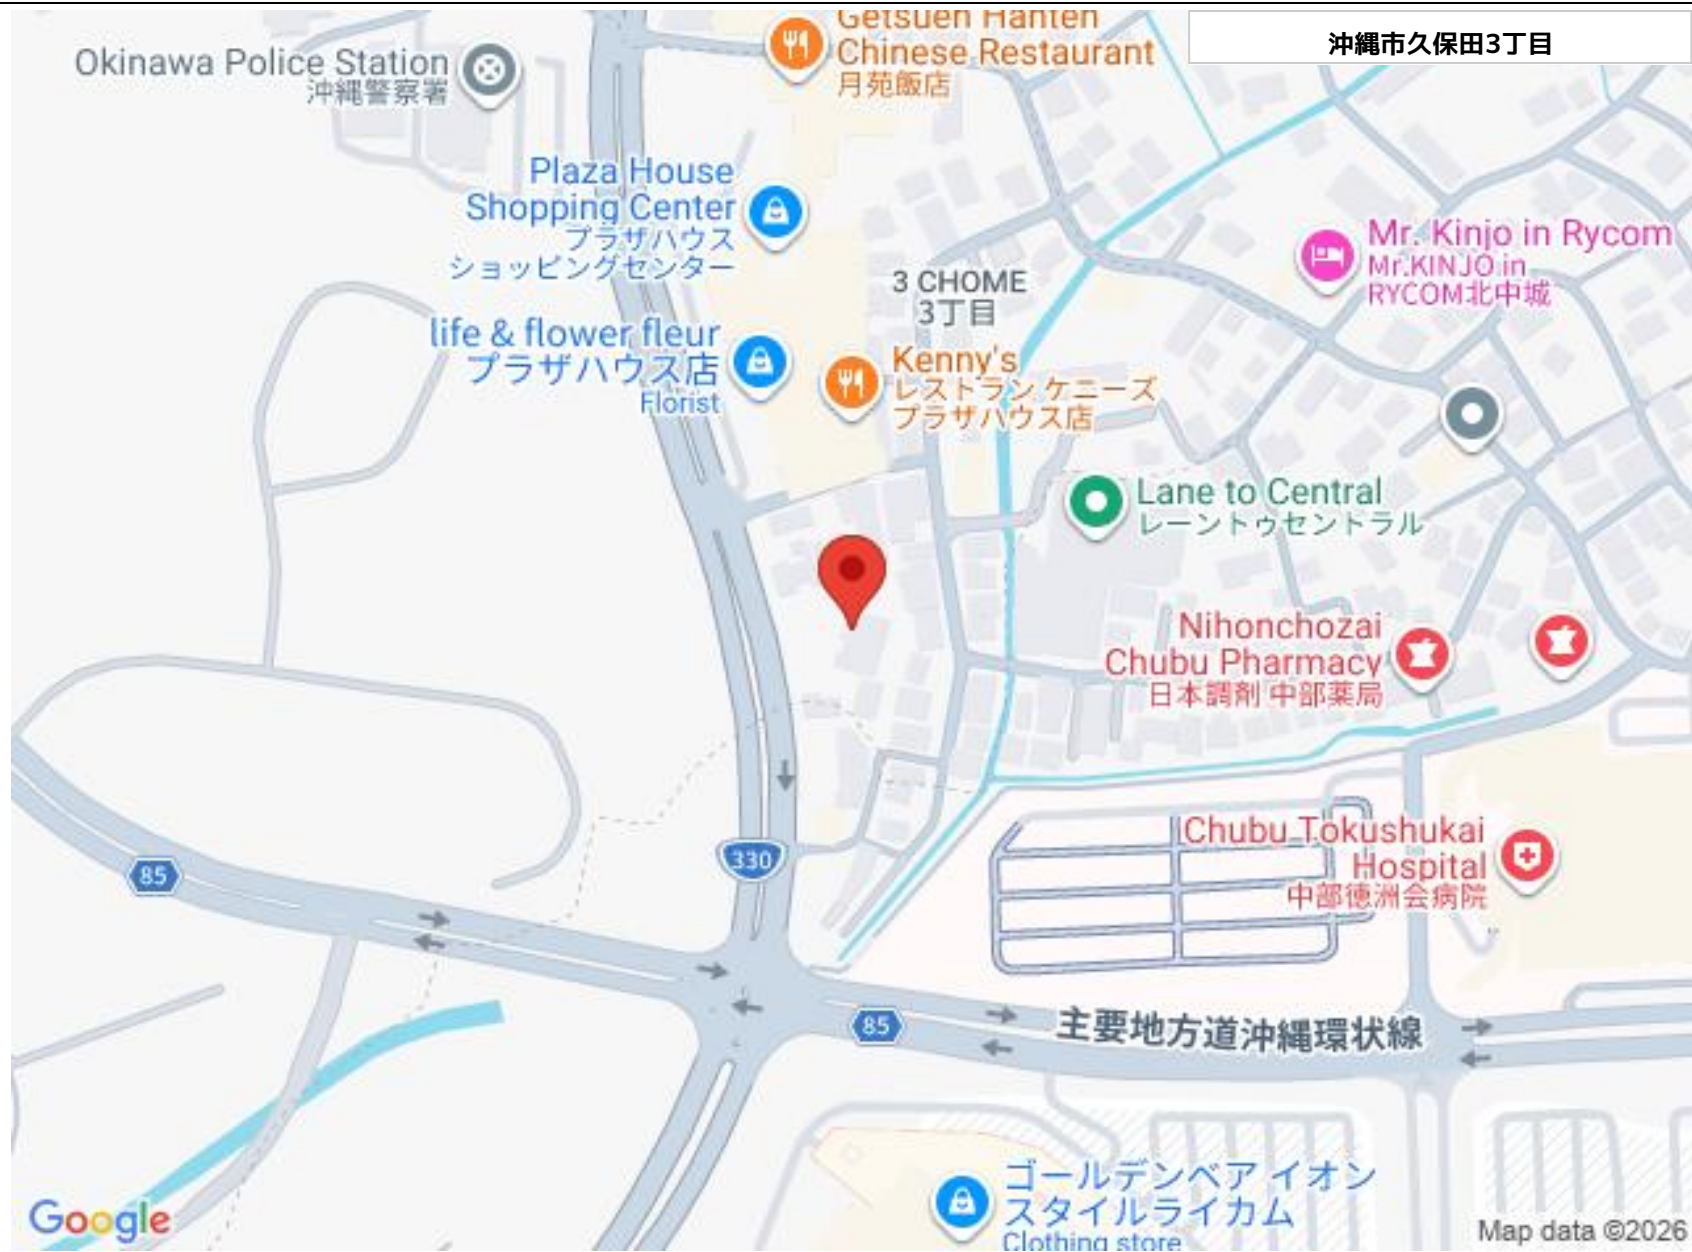 Getsuen Hanten
Chinese Restaurant
月苑飯店
沖縄市久保田3丁目
Okinawa Police Station
沖縄警察署
Plaza House
Shopping Center
プラザハウス
ショッピングセンター
Mr. Kinjo in Rycom
Mr.KINJO in
RYCOM北中城
3 CHOME
3丁目
life & flower fleur
プラザハウス店
Florist
Kenny's
レストラン ケニーズ
プラザハウス店
Lane to Central
レーントゥセントラル
Nihonchozai
Chubu Pharmacy
日本調剤 中部薬局
Chubu Tokushukai
Hospital
中部徳洲会病院
330
85
85
主要地方道沖縄環状線
ゴールデンベア イオン
スタイルライカム
Clothing store
Google
Map data ©2026